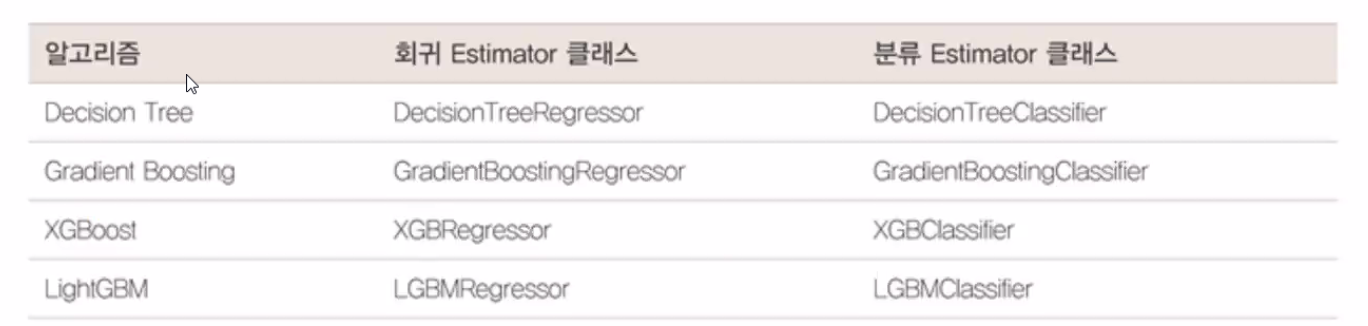 알고리즘 회귀 Estimator 클래스 분류 Estimator 클래스
Decision Tree DecisionTreeRegressor DecisionTreeClassifier
Gradient Boosting GradientBoostingRegressor GradientBoostingClassifier
XGBoost XGBRegressor XGBClassifier
LightGBM LGBMRegressor LGBMClassifier